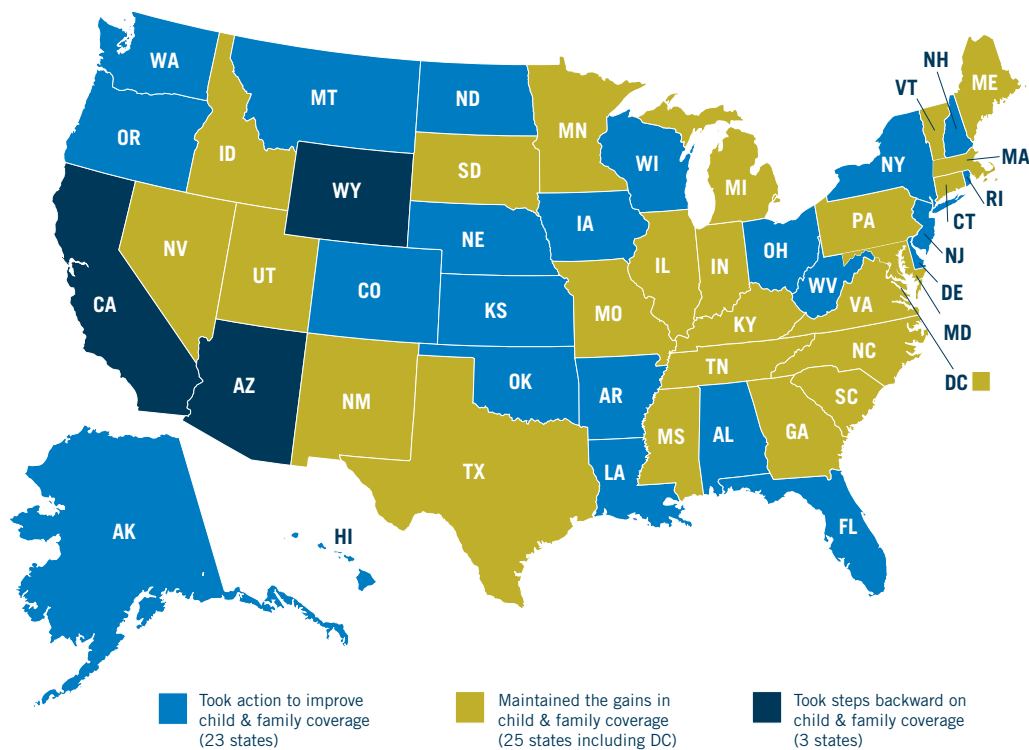 WA
MT
ND
MN
VT
NH
ME
OR
ID
WY
SD
WI
MI
NY
MA
RI
CT
NV
UT
CO
NE
IA
IL
IN
OH
PA
NJ
DE
CA
KS
MO
WV
VA
KY
MD
AZ
NM
OK
AR
TN
NC
DC
SC
TX
LA
MS
AL
GA
FL
AK
HI
Took action to improve
child & family coverage
(23 states)
Maintained the gains in
child & family coverage
(25 states including DC)
Took steps backward on
child & family coverage
(3 states)